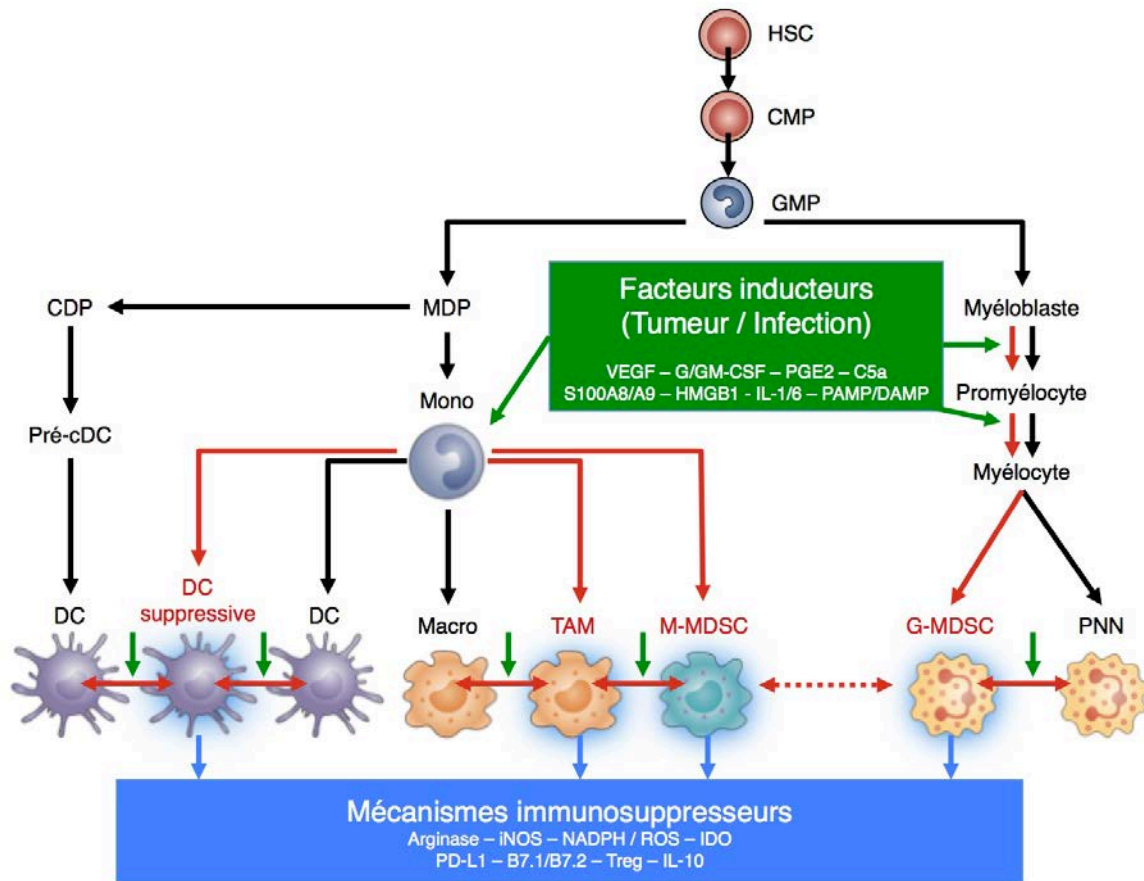 HSC
CMP
GMP
CDP
MDP
Facteurs inducteurs
(Tumeur / Infection)
VEGF – G/GM-CSF – PGE2 – C5a
S100A8/A9 – HMGB1 - IL-1/6 – PAMP/DAMP
Myéloblaste
Promyélocyte
Myélocyte
Mono
Pré-cDC
DC
DC
suppressive
DC
Macro
TAM
M-MDSC
G-MDSC
PNN
Mécanismes immunosuppresseurs
Arginase – iNOS – NADPH / ROS – IDO
PD-L1 – B7.1/B7.2 – Treg – IL-10